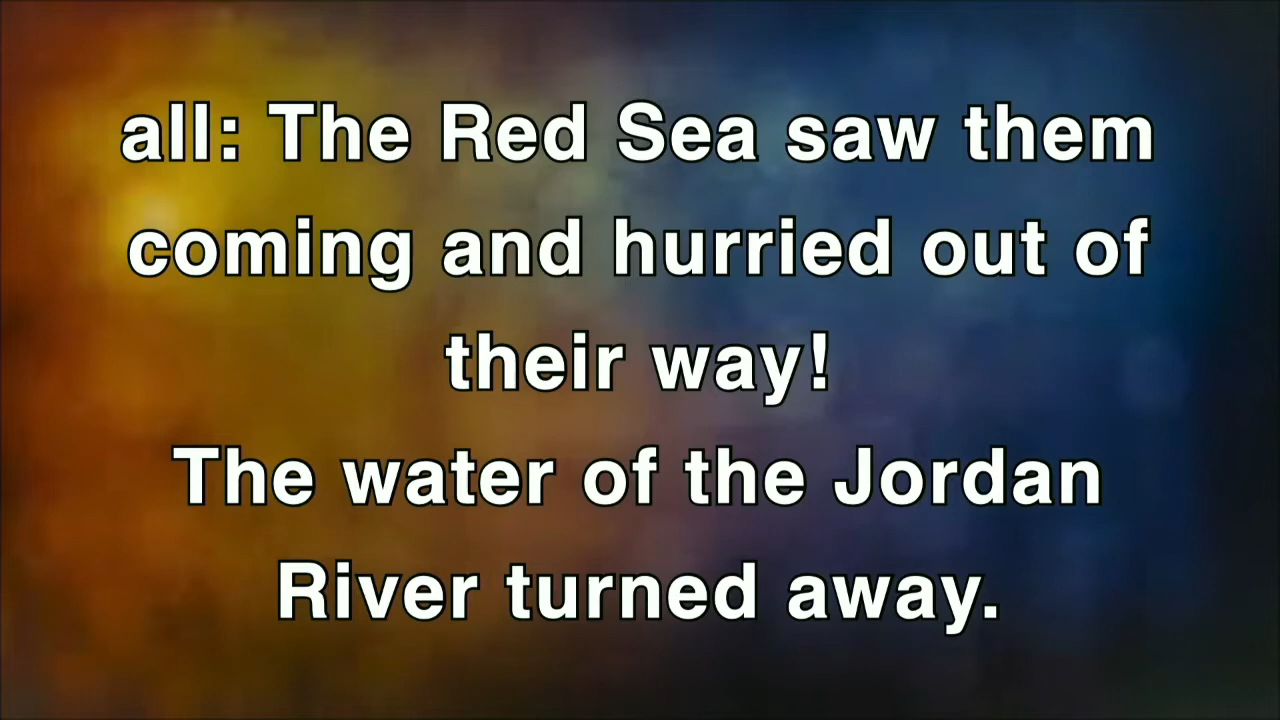 all: The Red Sea saw them
coming and hurried out of
their way!
The water of the Jordan
River turned away.